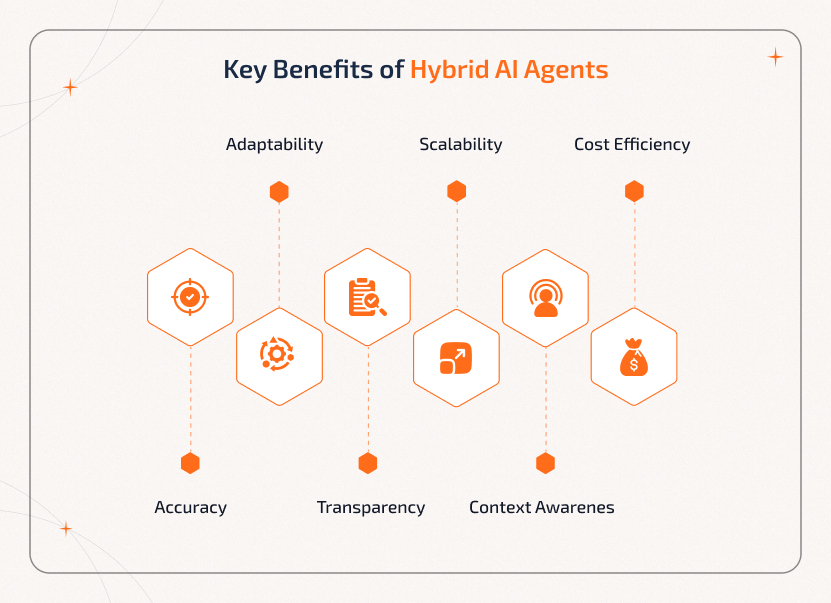 Key Benefits of Hybrid AI Agents
Adaptability
Scalability
Cost Efficiency
$
Accuracy
Transparency
Context Awarenes